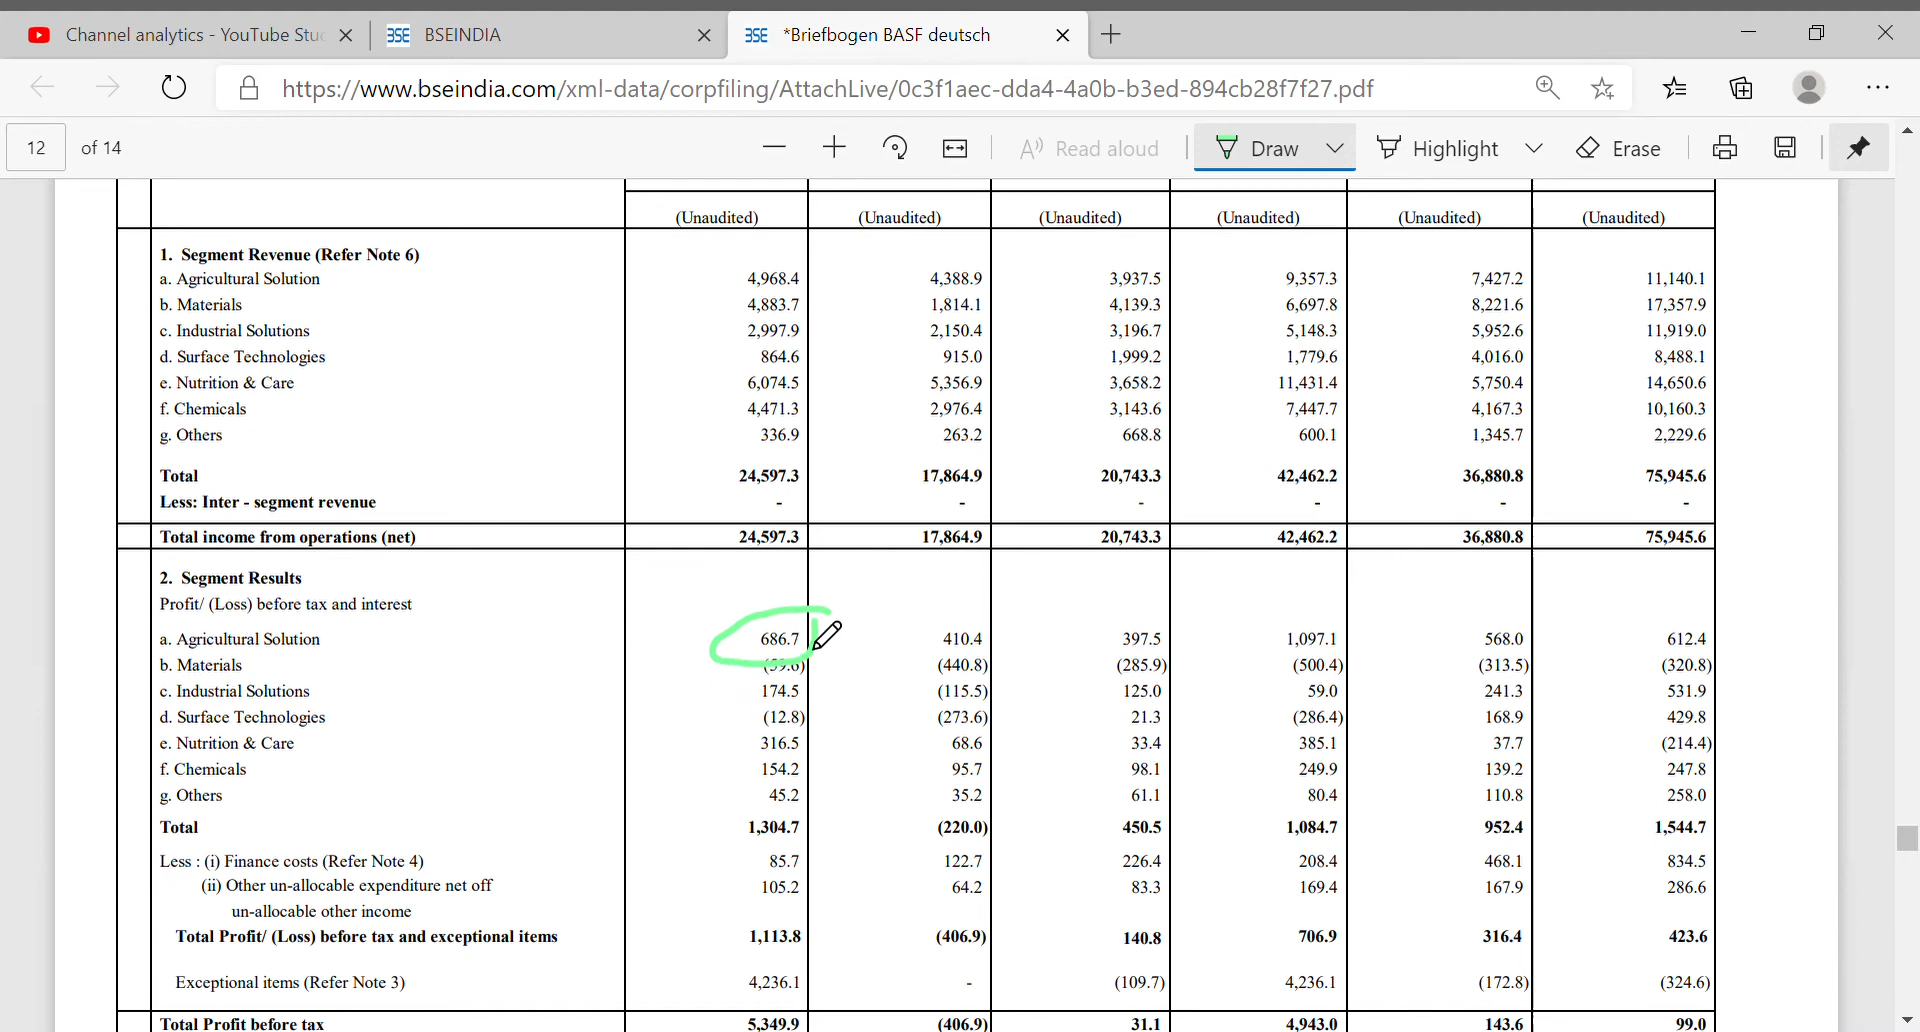 Channel analytics - YouTube Stu
BSE BSEINDIA
BSE *Briefbogen BASF deutsch
https://www.bseindia.com/xml-data/corpfiling/AttachLive/0c3f1aec-dda4-4a0b-b3ed-894cb28f7f27.pdf
12 of 14 Read aloud Draw Highlight Erase
(Unaudited) (Unaudited) (Unaudited) (Unaudited) (Unaudited) (Unaudited)
1. Segment Revenue (Refer Note 6)
a. Agricultural Solution 4,968.4 4,388.9 3,937.5 9,357.3 7,427.2 11,140.1
b. Materials 4,883.7 1,814.1 4,139.3 6,697.8 8,221.6 17,357.9
c. Industrial Solutions 2,997.9 2,150.4 3,196.7 5,148.3 5,952.6 11,919.0
d. Surface Technologies 864.6 915.0 1,999.2 1,779.6 4,016.0 8,488.1
e. Nutrition & Care 6,074.5 5,356.9 3,658.2 11,431.4 5,750.4 14,650.6
f. Chemicals 4,471.3 2,976.4 3,143.6 7,447.7 4,167.3 10,160.3
g. Others 336.9 263.2 668.8 600.1 1,345.7 2,229.6
Total 24,597.3 17,864.9 20,743.3 42,462.2 36,880.8 75,945.6
Less: Inter - segment revenue - - - - - -
Total income from operations (net) 24,597.3 17,864.9 20,743.3 42,462.2 36,880.8 75,945.6
2. Segment Results
Profit/ (Loss) before tax and interest
a. Agricultural Solution 686.7 410.4 397.5 1,097.1 568.0 612.4
b. Materials (59.6) (440.8) (285.9) (500.4) (313.5) (320.8)
c. Industrial Solutions 174.5 (115.5) 125.0 59.0 241.3 531.9
d. Surface Technologies (12.8) (273.6) 21.3 (286.4) 168.9 429.8
e. Nutrition & Care 316.5 68.6 33.4 385.1 37.7 (214.4)
f. Chemicals 154.2 95.7 98.1 249.9 139.2 247.8
g. Others 45.2 35.2 61.1 80.4 110.8 258.0
Total 1,304.7 (220.0) 450.5 1,084.7 952.4 1,544.7
Less : (i) Finance costs (Refer Note 4) 85.7 122.7 226.4 208.4 468.1 834.5
(ii) Other un-allocable expenditure net off 105.2 64.2 83.3 169.4 167.9 286.6
un-allocable other income
Total Profit/ (Loss) before tax and exceptional items 1,113.8 (406.9) 140.8 706.9 316.4 423.6
Exceptional items (Refer Note 3) 4,236.1 - (109.7) 4,236.1 (172.8) (324.6)
Total Profit before tax 5,349.9 (406.9) 31.1 4,943.0 143.6 99.0